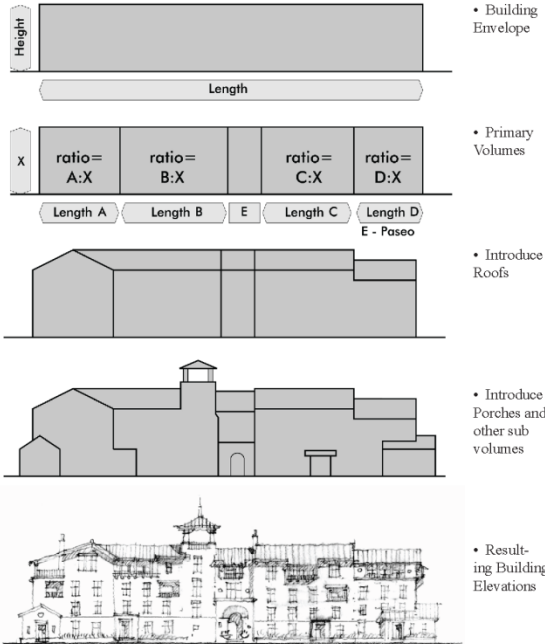 • Building
Envelope
Height
Length
• Primary
Volumes
X
ratio=
A:X
ratio=
B:X
ratio=
C:X
ratio=
D:X
Length A
Length B
E
Length C
Length D
E - Paseo
• Introduce
Roofs
• Introduce
Porches and
other sub
volumes
• Result-
ing Building
Elevations